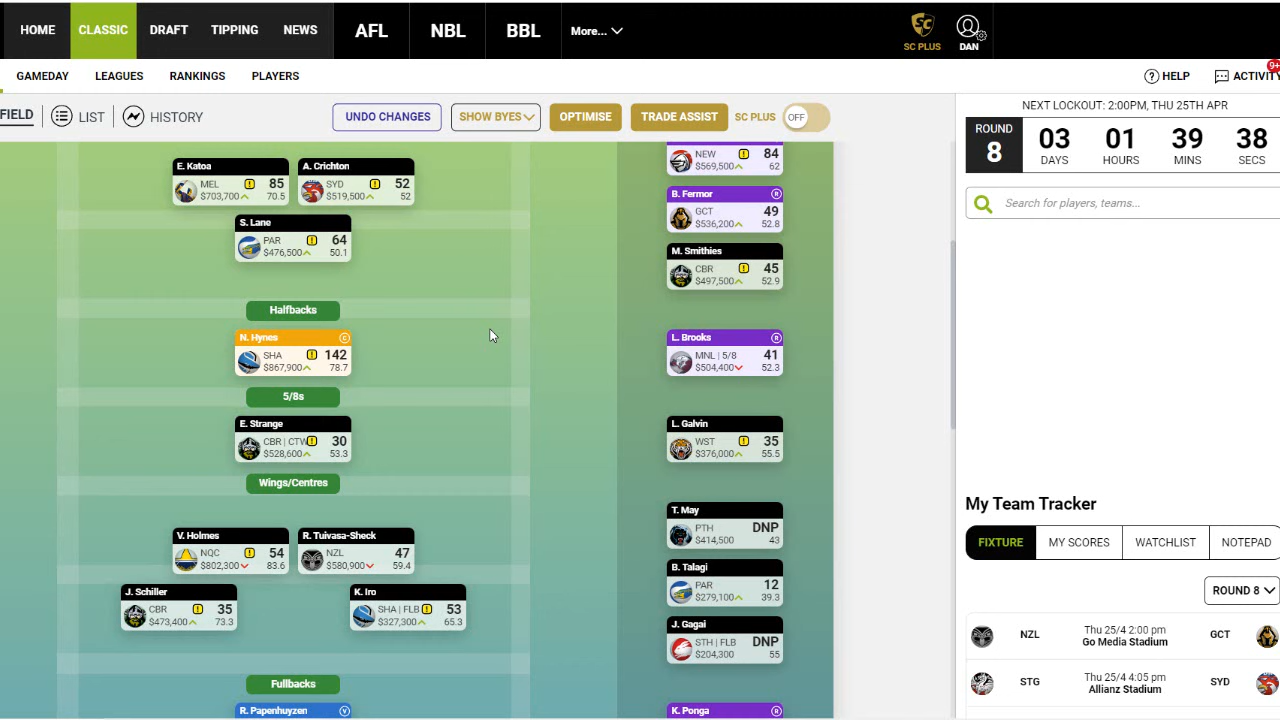 HOME
CLASSIC
DRAFT
TIPPING
NEWS
AFL
NBL
BBL
More...
SC
SC PLUS
DAN
GAMEDAY
LEAGUES
RANKINGS
PLAYERS
? HELP
ACTIVITY
9+
FIELD
LIST
HISTORY
UNDO CHANGES
SHOW BYES
OPTIMISE
TRADE ASSIST
SC PLUS
OFF
NEXT LOCKOUT: 2:00PM, THU 25TH APR
ROUND
8
03
DAYS
01
HOURS
39
MINS
38
SECS
Search for players, teams...
E. Katoa
MEL ! 85
$703,700 70.5
A. Crichton
SYD ! 52
$519,500 52
NEW ! 84
$569,500 62
B. Fermor R
GCT 49
$536,200 52.8
S. Lane
PAR ! 64
$476,500 50.1
M. Smithies
CBR ! 45
$497,500 52.9
Halfbacks
N. Hynes C
SHA ! 142
$867,900 78.7
L. Brooks R
MNL | 5/8 41
$504,400 52.3
5/8s
E. Strange
CBR | CTW ! 30
$528,600 53.3
L. Galvin
WST ! 35
$376,000 55.5
Wings/Centres
V. Holmes
NQC ! 54
$802,300 83.6
R. Tuivasa-Sheck
NZL 47
$580,900 59.4
T. May
PTH DNP
$414,500 43
J. Schiller
CBR ! 35
$473,400 73.3
K. Iro
SHA | FLB ! 53
$327,300 65.3
B. Talagi
PAR 12
$279,100 39.3
J. Gagai
STH | FLB DNP
$204,300 55
Fullbacks
R. Papenhuyzen V
K. Ponga R
My Team Tracker
FIXTURE
MY SCORES
WATCHLIST
NOTEPAD
ROUND 8
NZL Thu 25/4 2:00 pm GCT
Go Media Stadium
STG Thu 25/4 4:05 pm SYD
Allianz Stadium